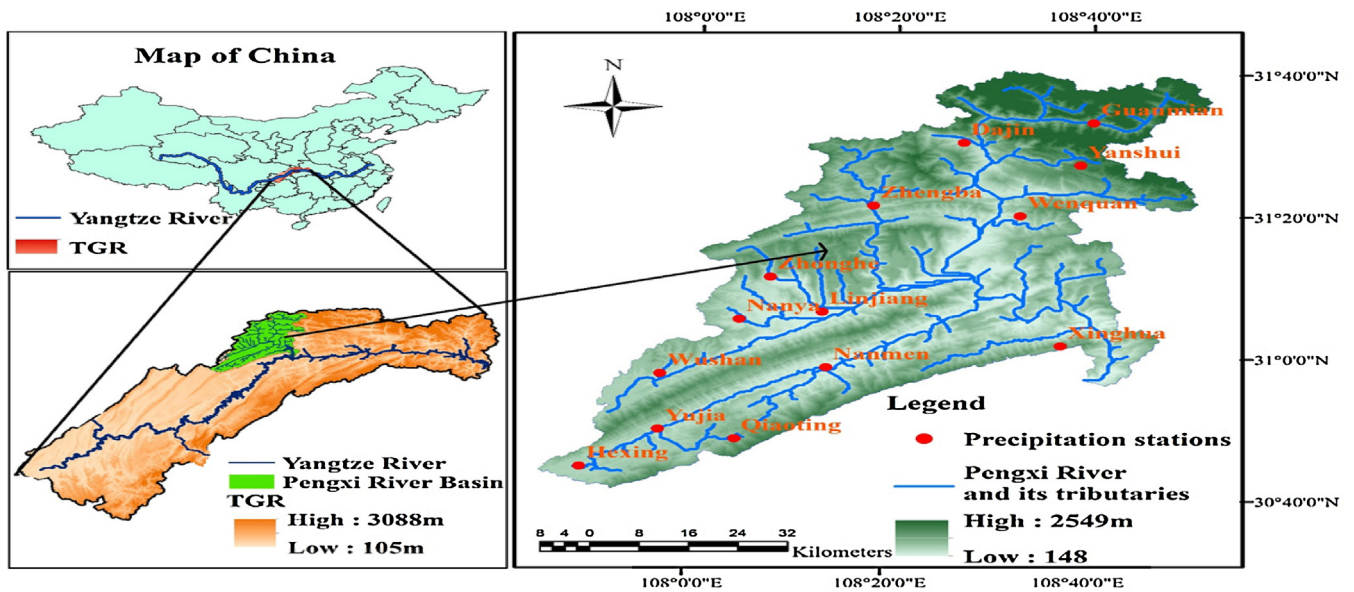 Map of China
Yangtze River
TGR
Yangtze River
Pengxi River Basin
TGR
High : 3088m
Low : 105m
108°0'0"E 108°20'0"E 108°40'0"E
N
31°40'0"N
Guanmian
Dajin
Yanshui
Zhengba
Wenquan
31°20'0"N
Zhonghe
Nanya
Linjiang
Xinghua
Wushan
Nanmen
31°0'0"N
Yujia
Qiaoting
Hexing
Legend
Precipitation stations
Pengxi River
and its tributaries
30°40'0"N
High : 2549m
Low : 148
8 4 0 8 16 24 32
Kilometers
108°0'0"E 108°20'0"E 108°40'0"E